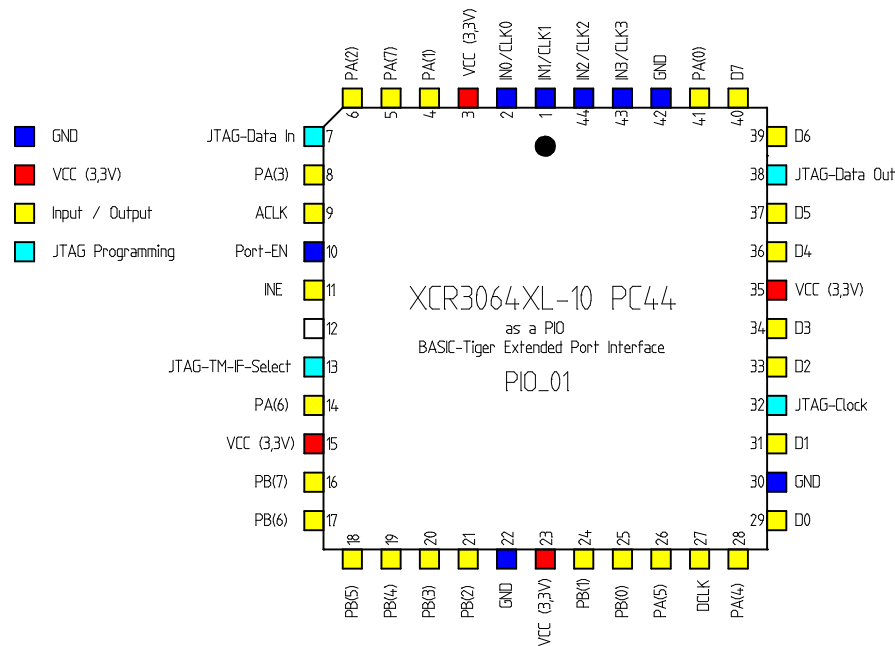 PA(2)
PA(7)
PA(1)
VCC (3,3V)
IN0/CLK0
IN1/CLK1
IN2/CLK2
IN3/CLK3
GND
PA(0)
D7
6
5
4
3
2
1
44
43
42
41
40
GND
VCC (3,3V)
Input / Output
JTAG Programming
JTAG-Data In
7
PA(3)
8
ACLK
9
Port-EN
10
INE
11
12
JTAG-TM-IF-Select
13
PA(6)
14
VCC (3,3V)
15
PB(7)
16
PB(6)
17
XCR3064XL-10 PC44
as a PIO
BASIC-Tiger Extended Port Interface
PIO_01
39
D6
38
JTAG-Data Out
37
D5
36
D4
35
VCC (3,3V)
34
D3
33
D2
32
JTAG-Clock
31
D1
30
GND
29
D0
18
19
20
21
22
23
24
25
26
27
28
PB(5)
PB(4)
PB(3)
PB(2)
GND
VCC (3,3V)
PB(1)
PB(0)
PA(5)
DCLK
PA(4)